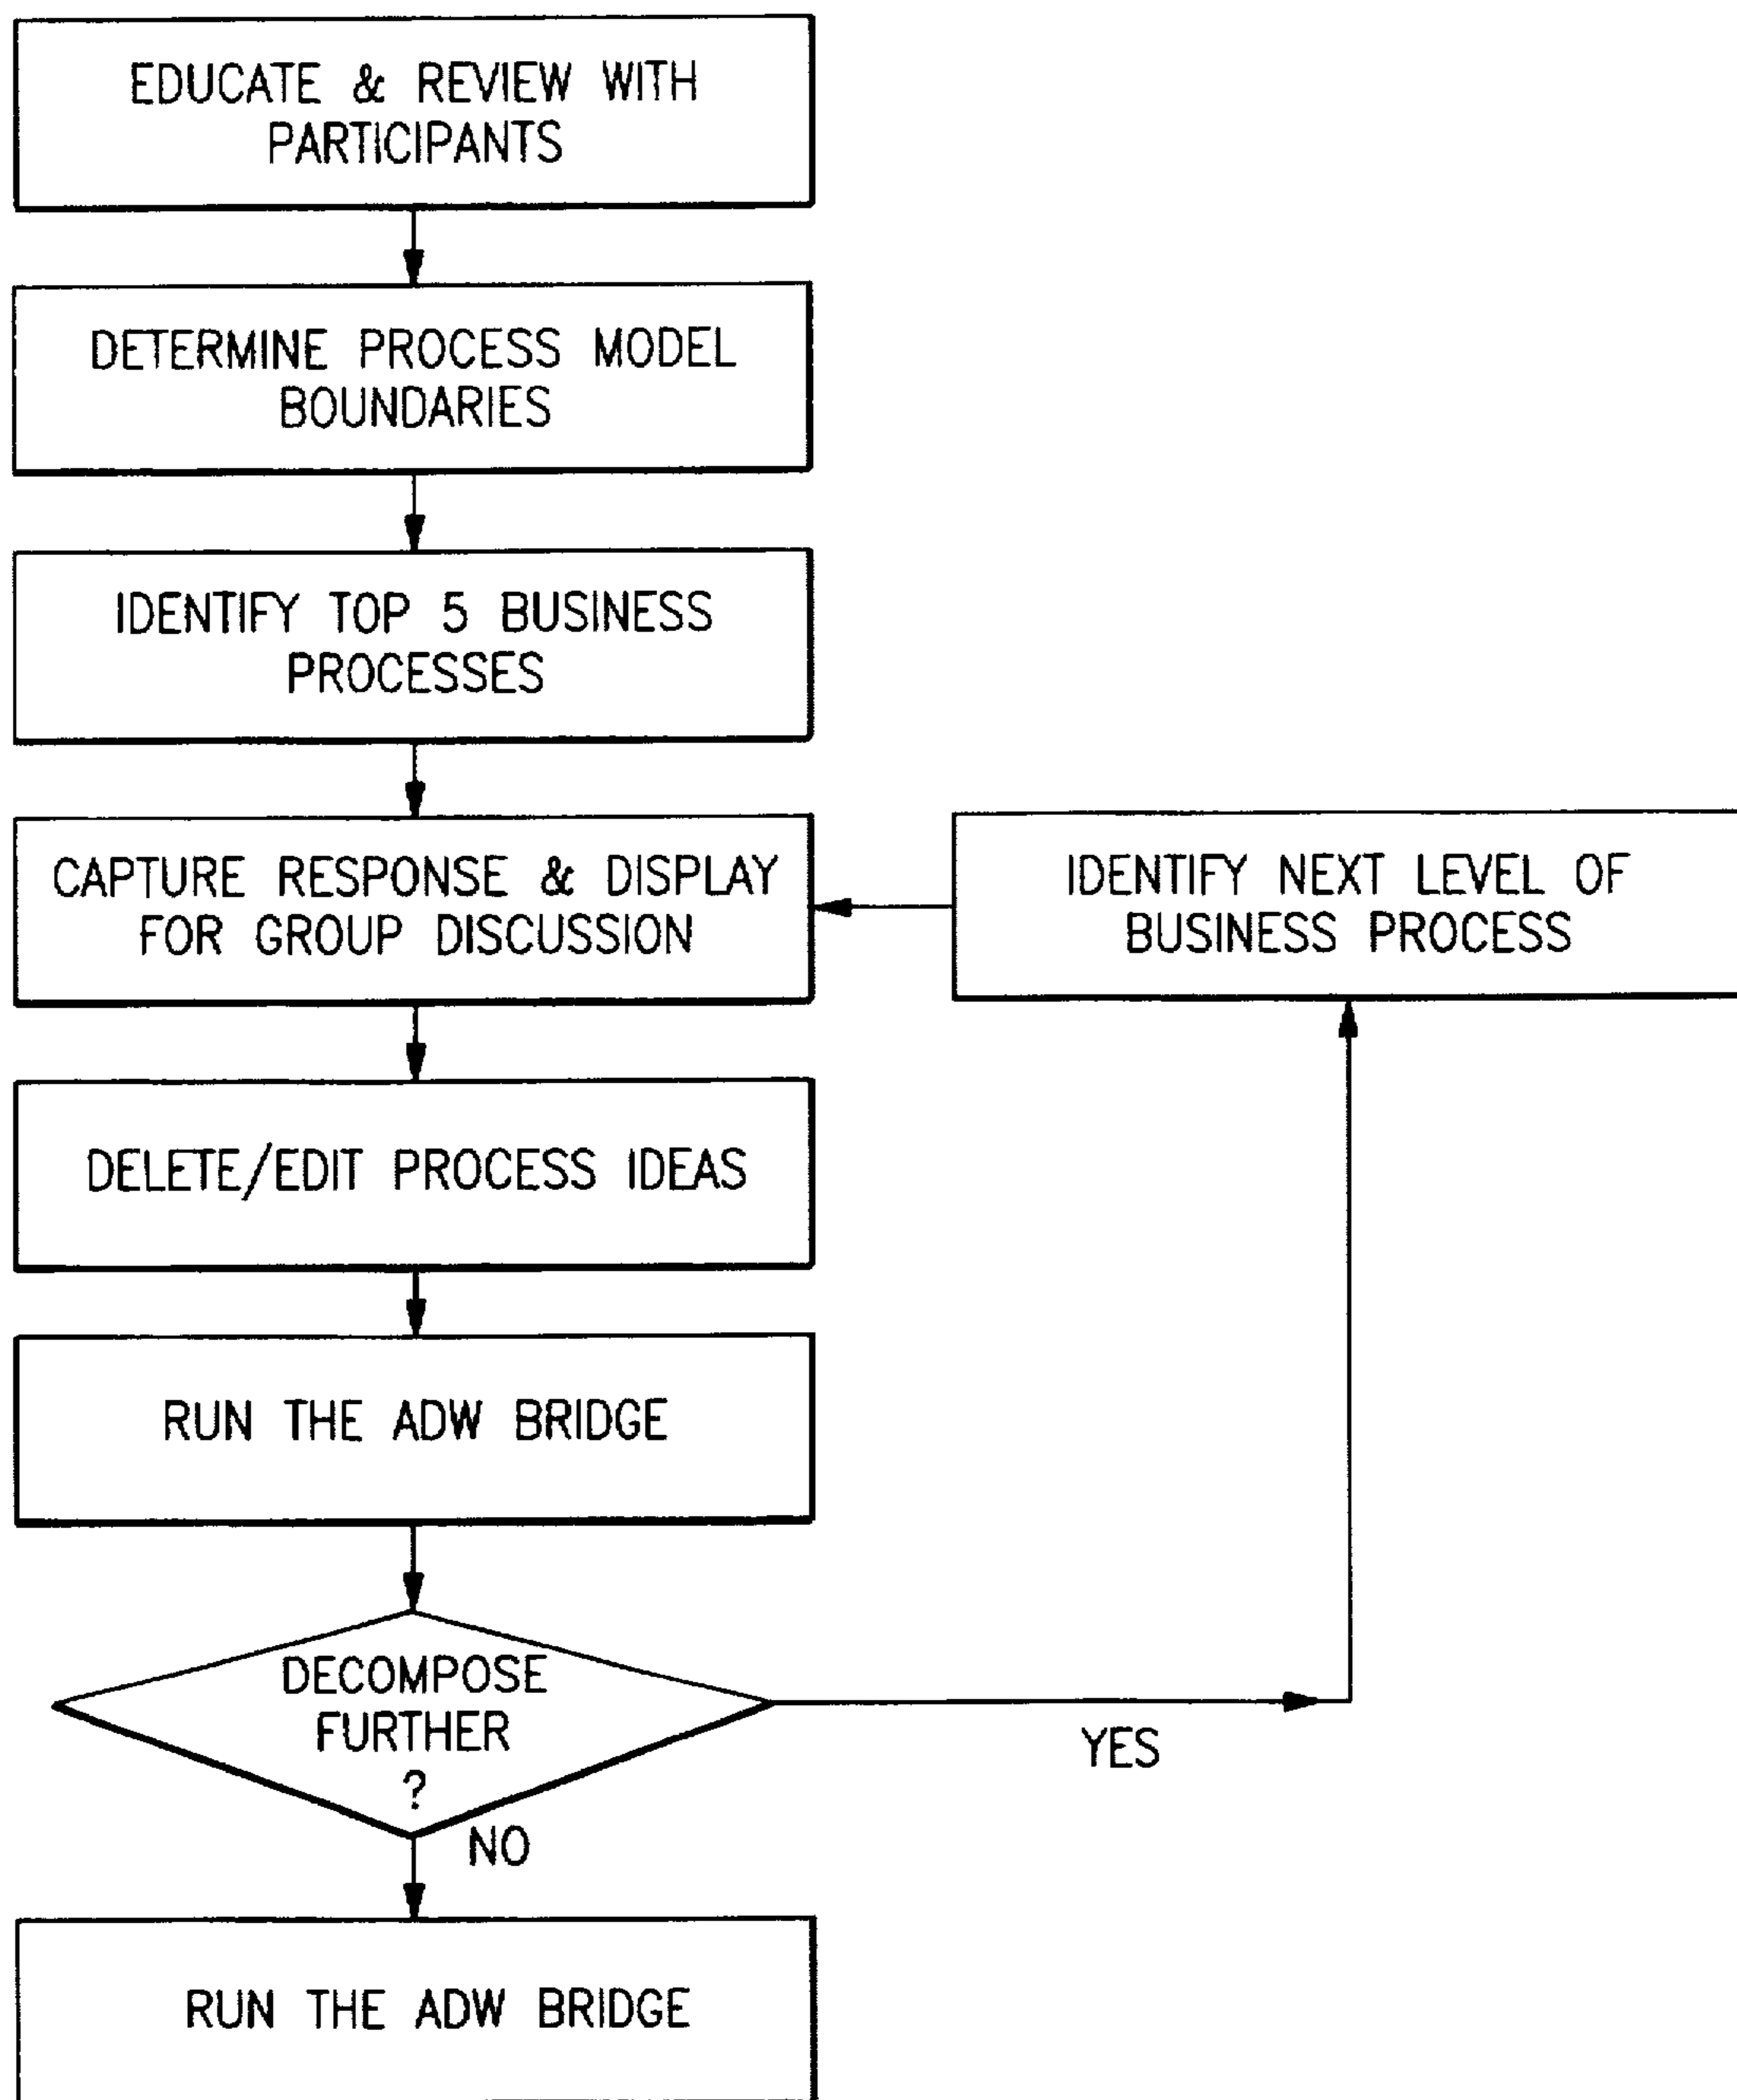 EDUCATE & REVIEW WITH
PARTICIPANTS
DETERMINE PROCESS MODEL
BOUNDARIES
IDENTIFY TOP 5 BUSINESS
PROCESSES
CAPTURE RESPONSE & DISPLAY
FOR GROUP DISCUSSION
IDENTIFY NEXT LEVEL OF
BUSINESS PROCESS
DELETE/EDIT PROCESS IDEAS
RUN THE ADW BRIDGE
DECOMPOSE
FURTHER
?
YES
NO
RUN THE ADW BRIDGE